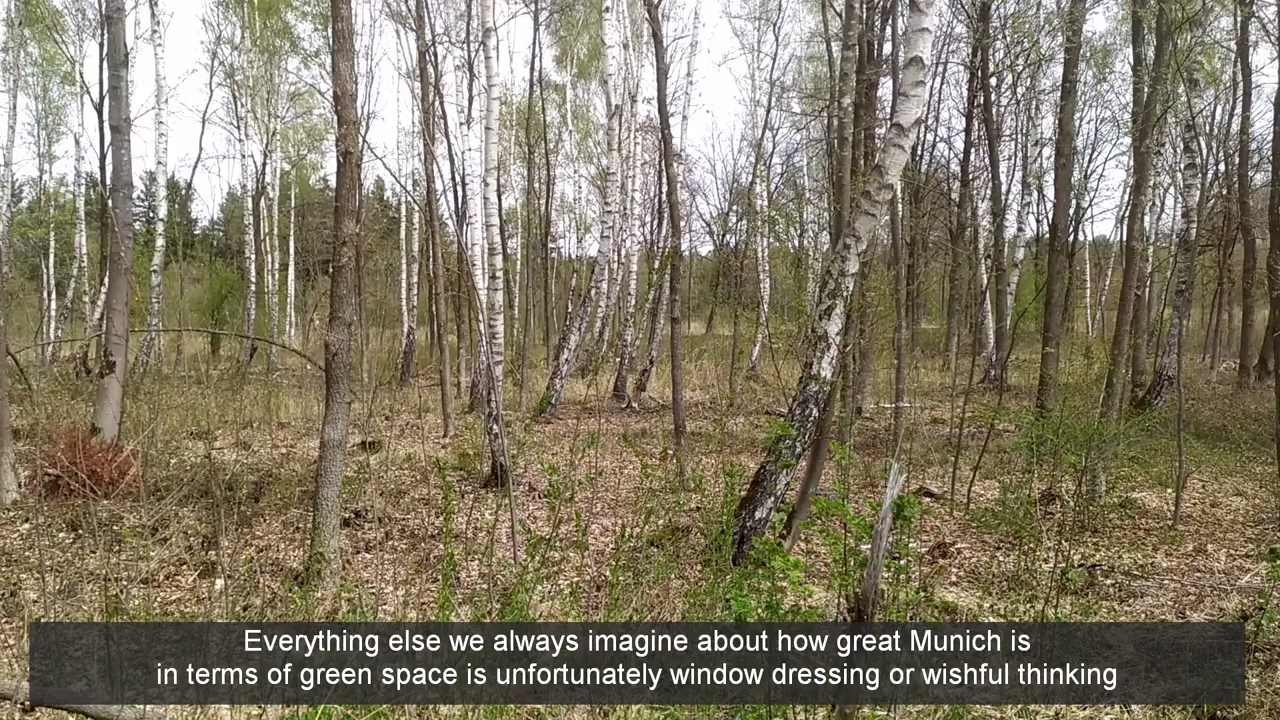 Everything else we always imagine about how great Munich is
in terms of green space is unfortunately window dressing or wishful thinking